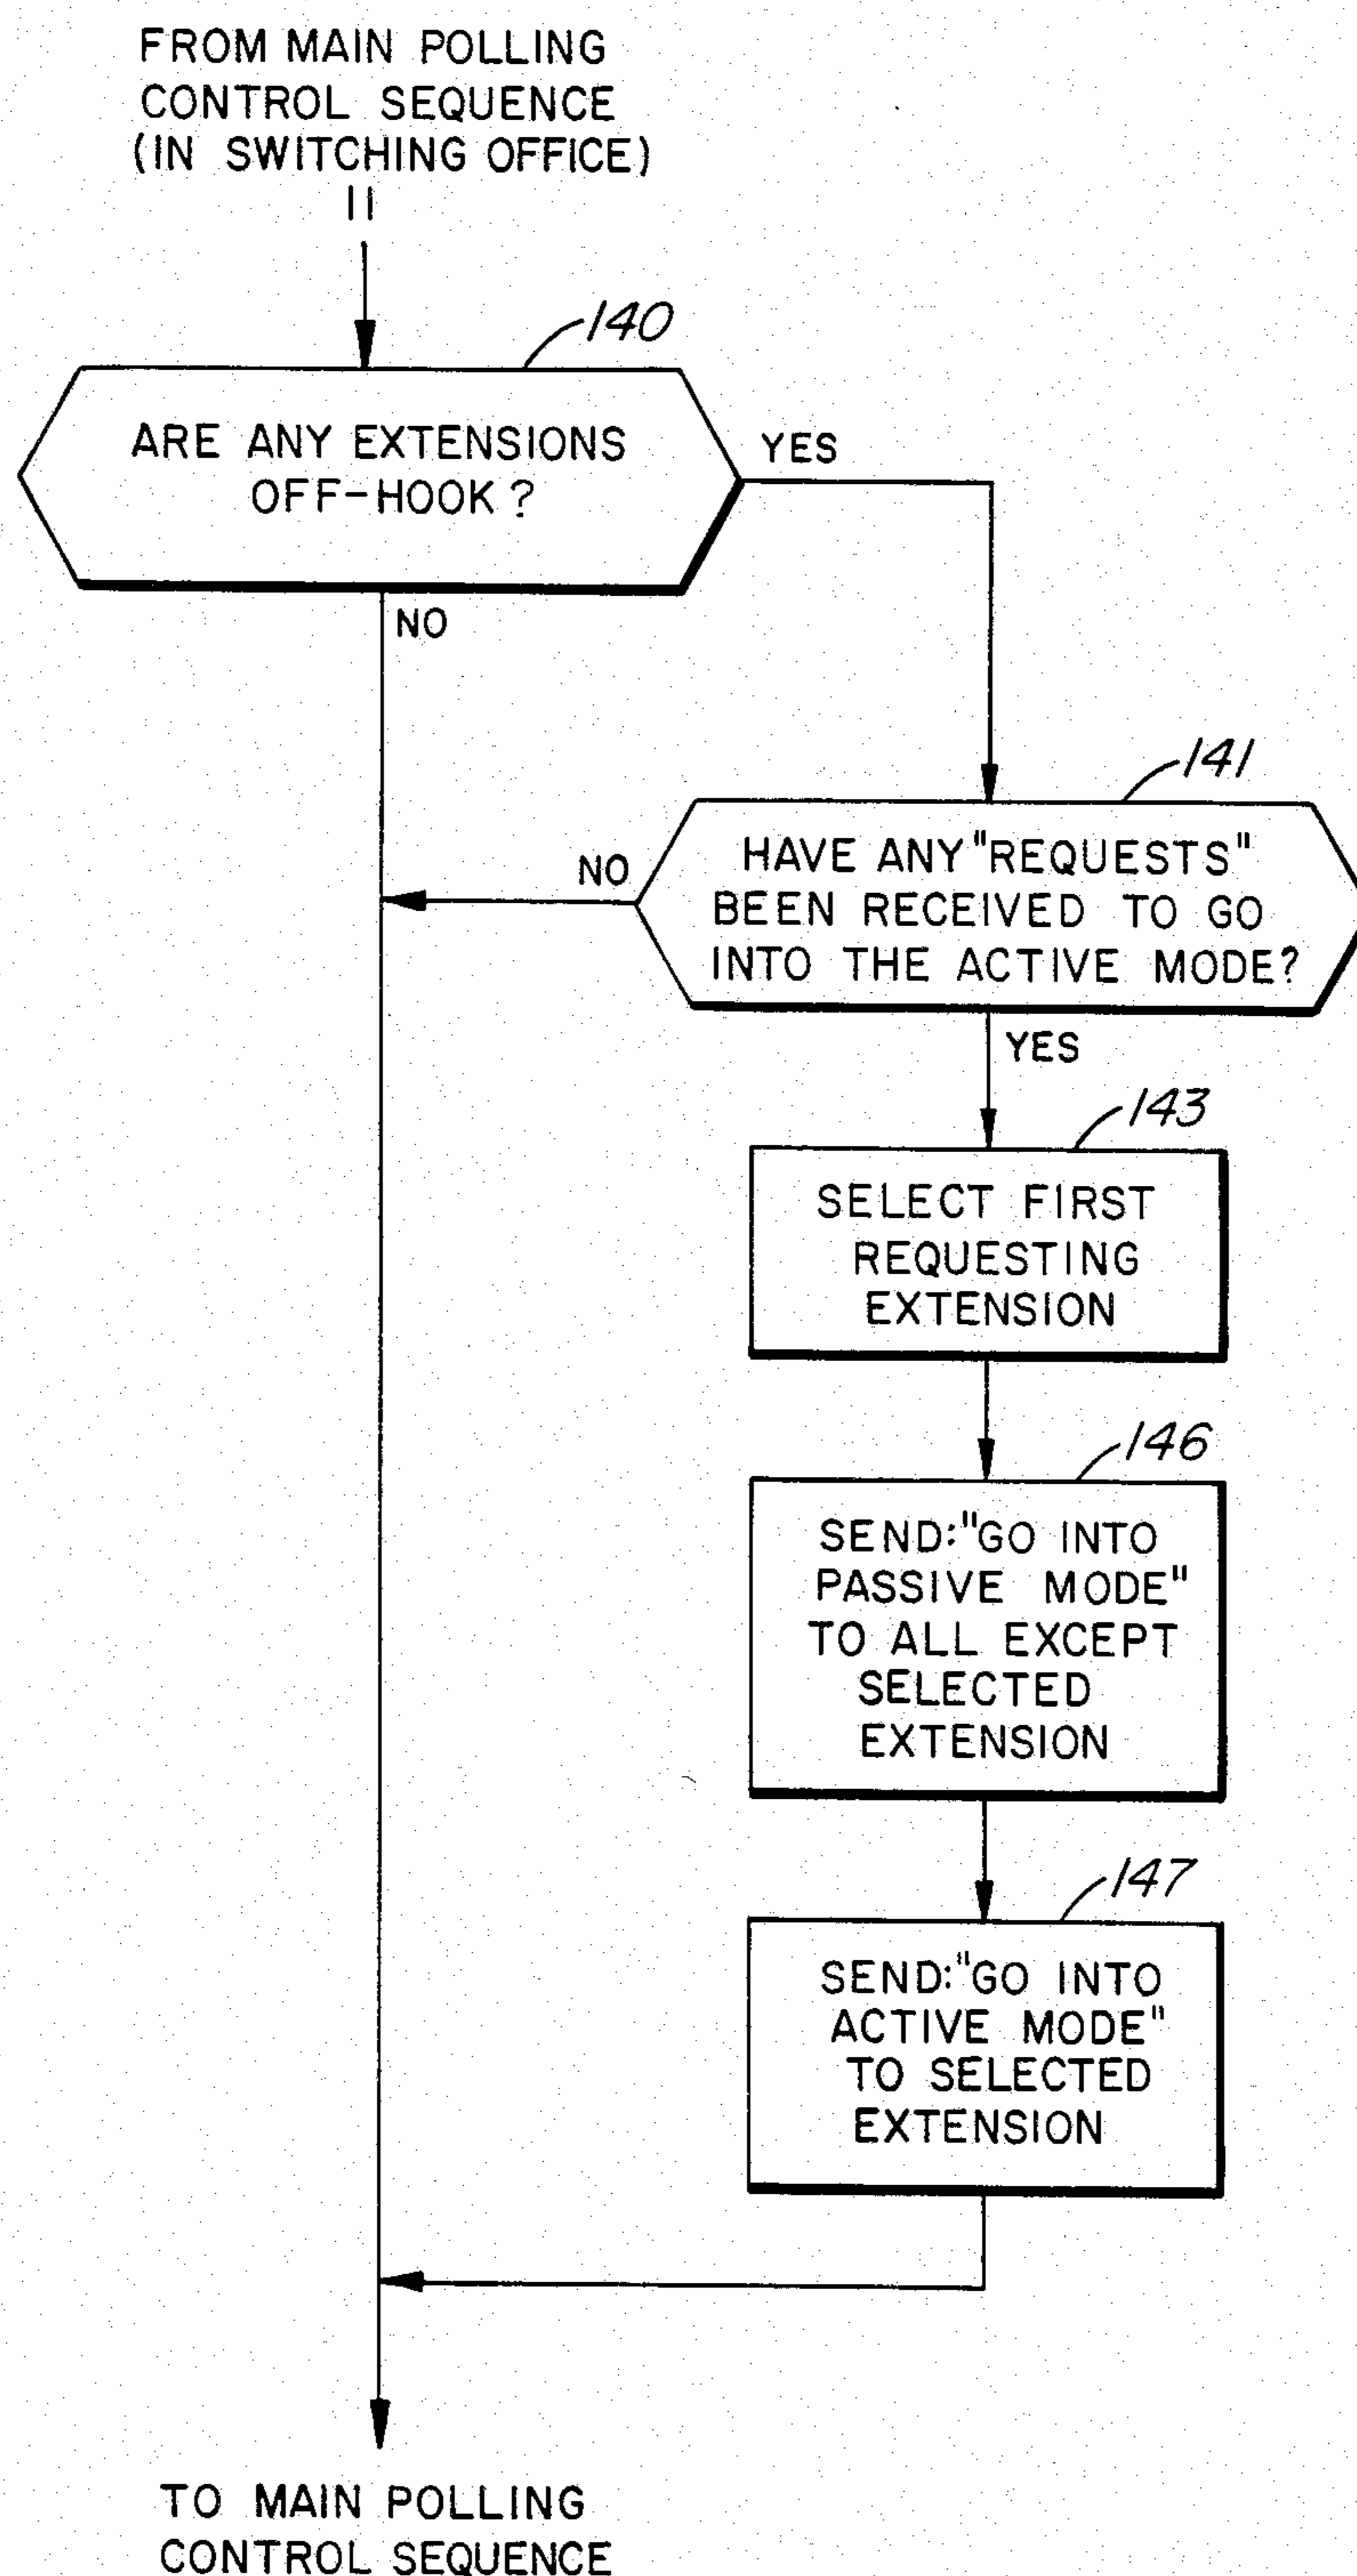 FROM MAIN POLLING
CONTROL SEQUENCE
(IN SWITCHING OFFICE)
11
140
ARE ANY EXTENSIONS
OFF-HOOK?
YES
NO
141
HAVE ANY "REQUESTS"
BEEN RECEIVED TO GO
INTO THE ACTIVE MODE?
NO
YES
143
SELECT FIRST
REQUESTING
EXTENSION
146
SEND:"GO INTO
PASSIVE MODE"
TO ALL EXCEPT
SELECTED
EXTENSION
147
SEND:"GO INTO
ACTIVE MODE"
TO SELECTED
EXTENSION
TO MAIN POLLING
CONTROL SEQUENCE